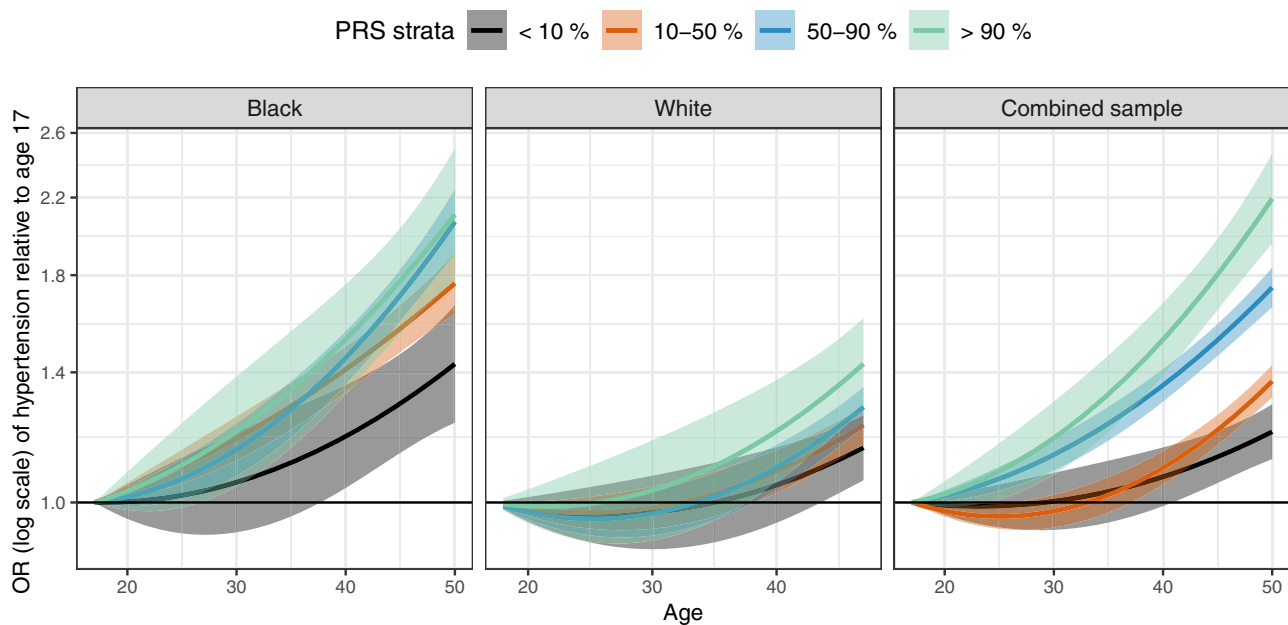 PRS strata < 10 % 10–50 % 50–90 % > 90 %
Black White Combined sample
OR (log scale) of hypertension relative to age 17
2.6
2.2
1.8
1.4
1.0
20 30 40 50 20 30 40 20 30 40 50
Age